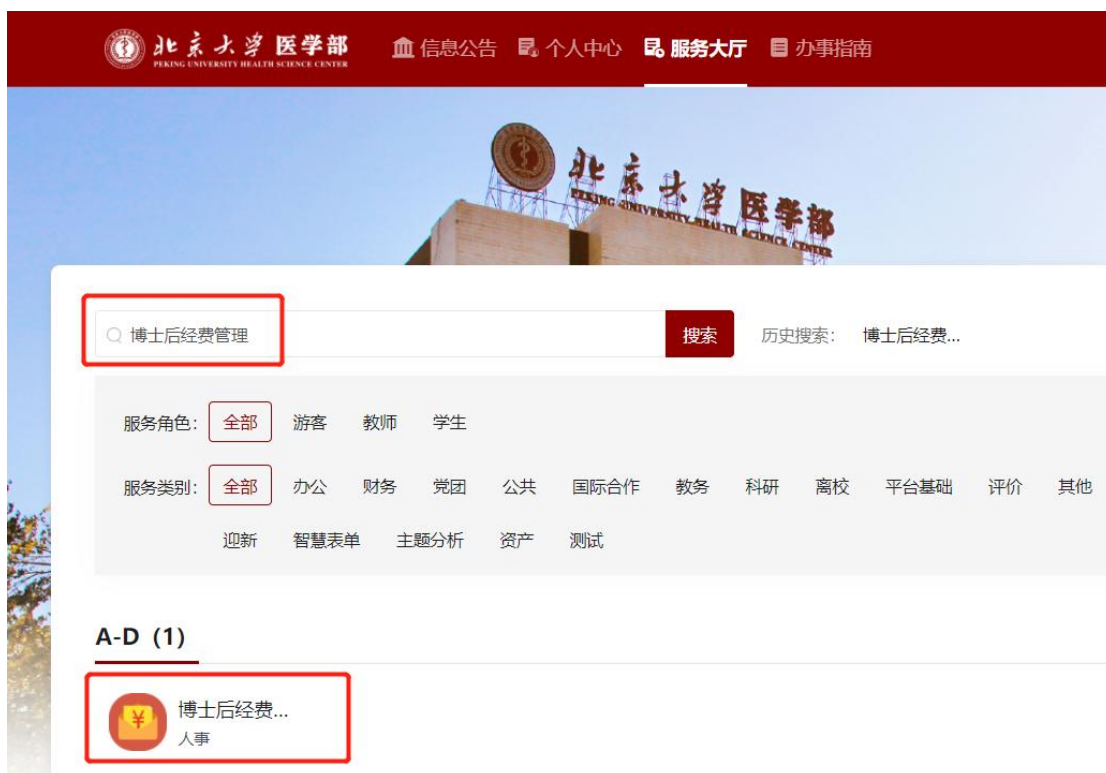 北京大学 医学部 信息公告 个人中心 服务大厅 办事指南
PEKING UNIVERSITY HEALTH SCIENCE CENTER
北京大学医学部
PEKING UNIVERSITY HEALTH SCIENCE CENTER
博士后经费管理 搜索 历史搜索: 博士后经费...
服务角色: 全部 游客 教师 学生
服务类别: 全部 办公 财务 党团 公共 国际合作 教务 科研 离校 平台基础 评价 其他
迎新 智慧表单 主题分析 资产 测试
A-D (1)
¥ 博士后经费...
人事